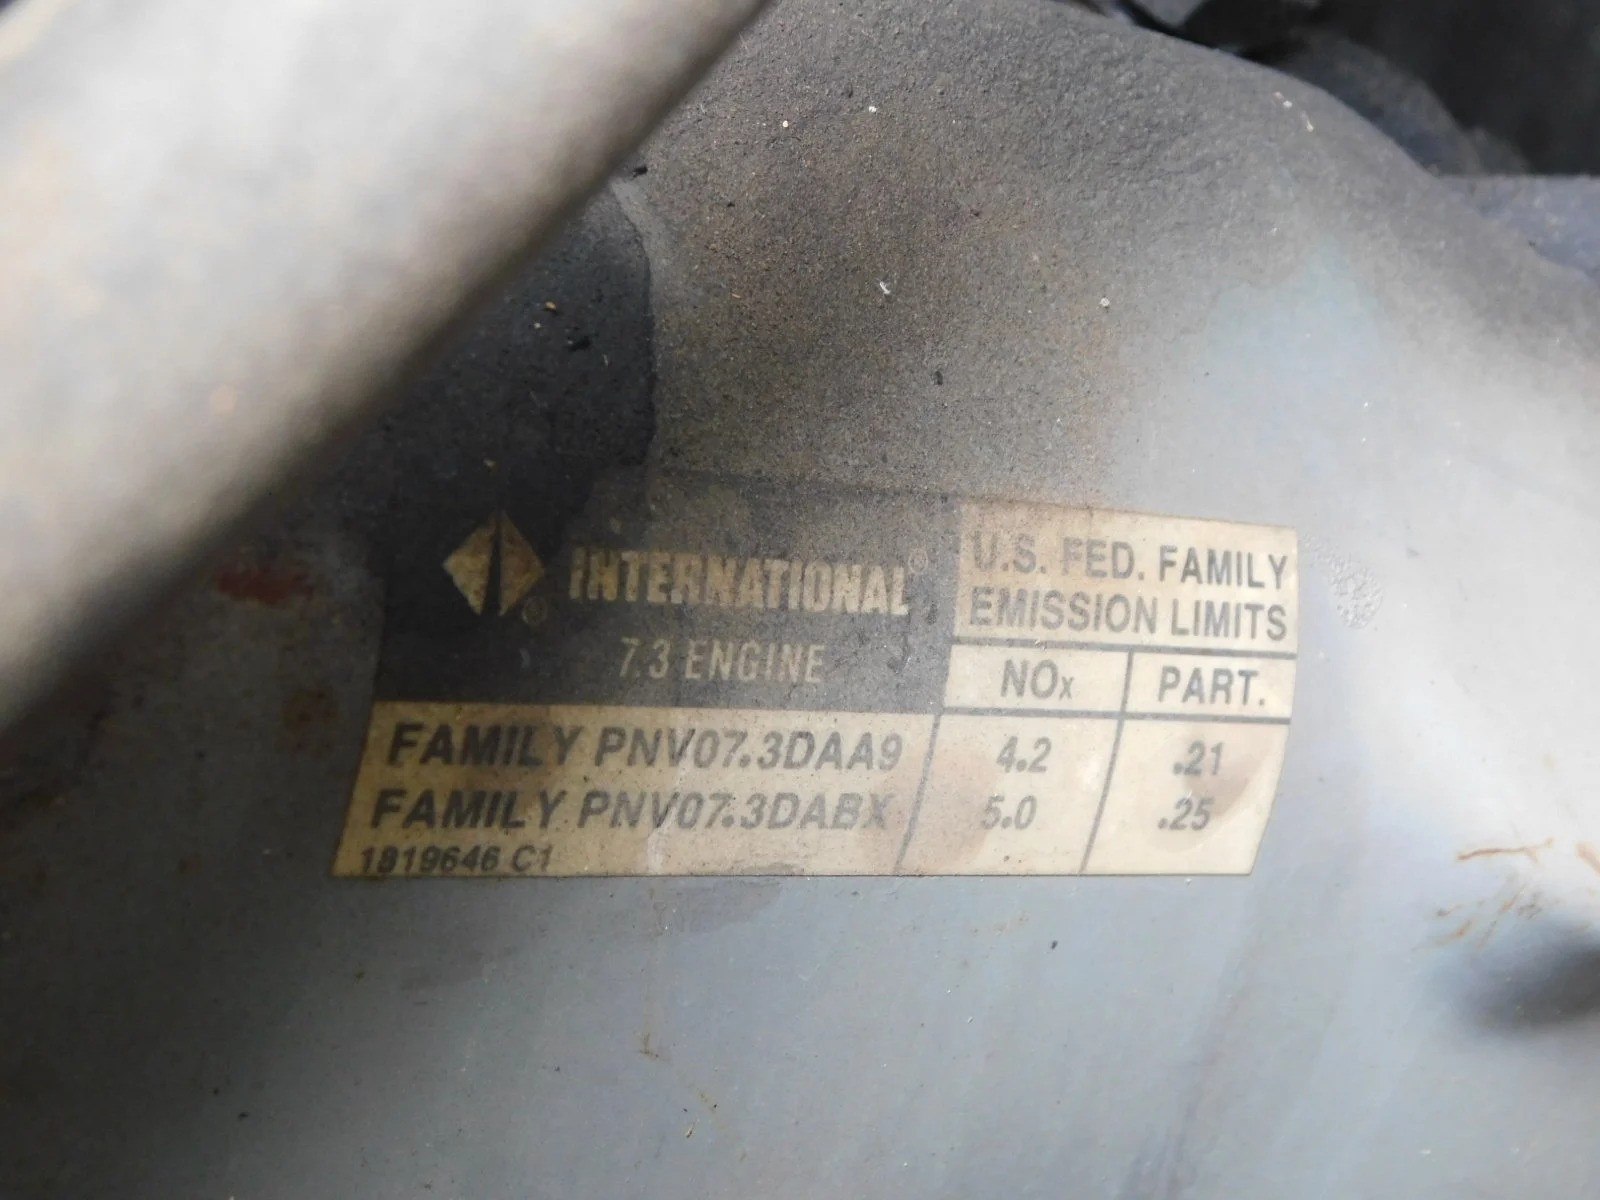 INTERNATIONAL®
®
7.3 ENGINE
U.S. FED. FAMILY
EMISSION LIMITS
NOx PART.
FAMILY PNV07.3DAA9 4.2 .21
FAMILY PNV07.3DABX 5.0 .25
1819646 C1